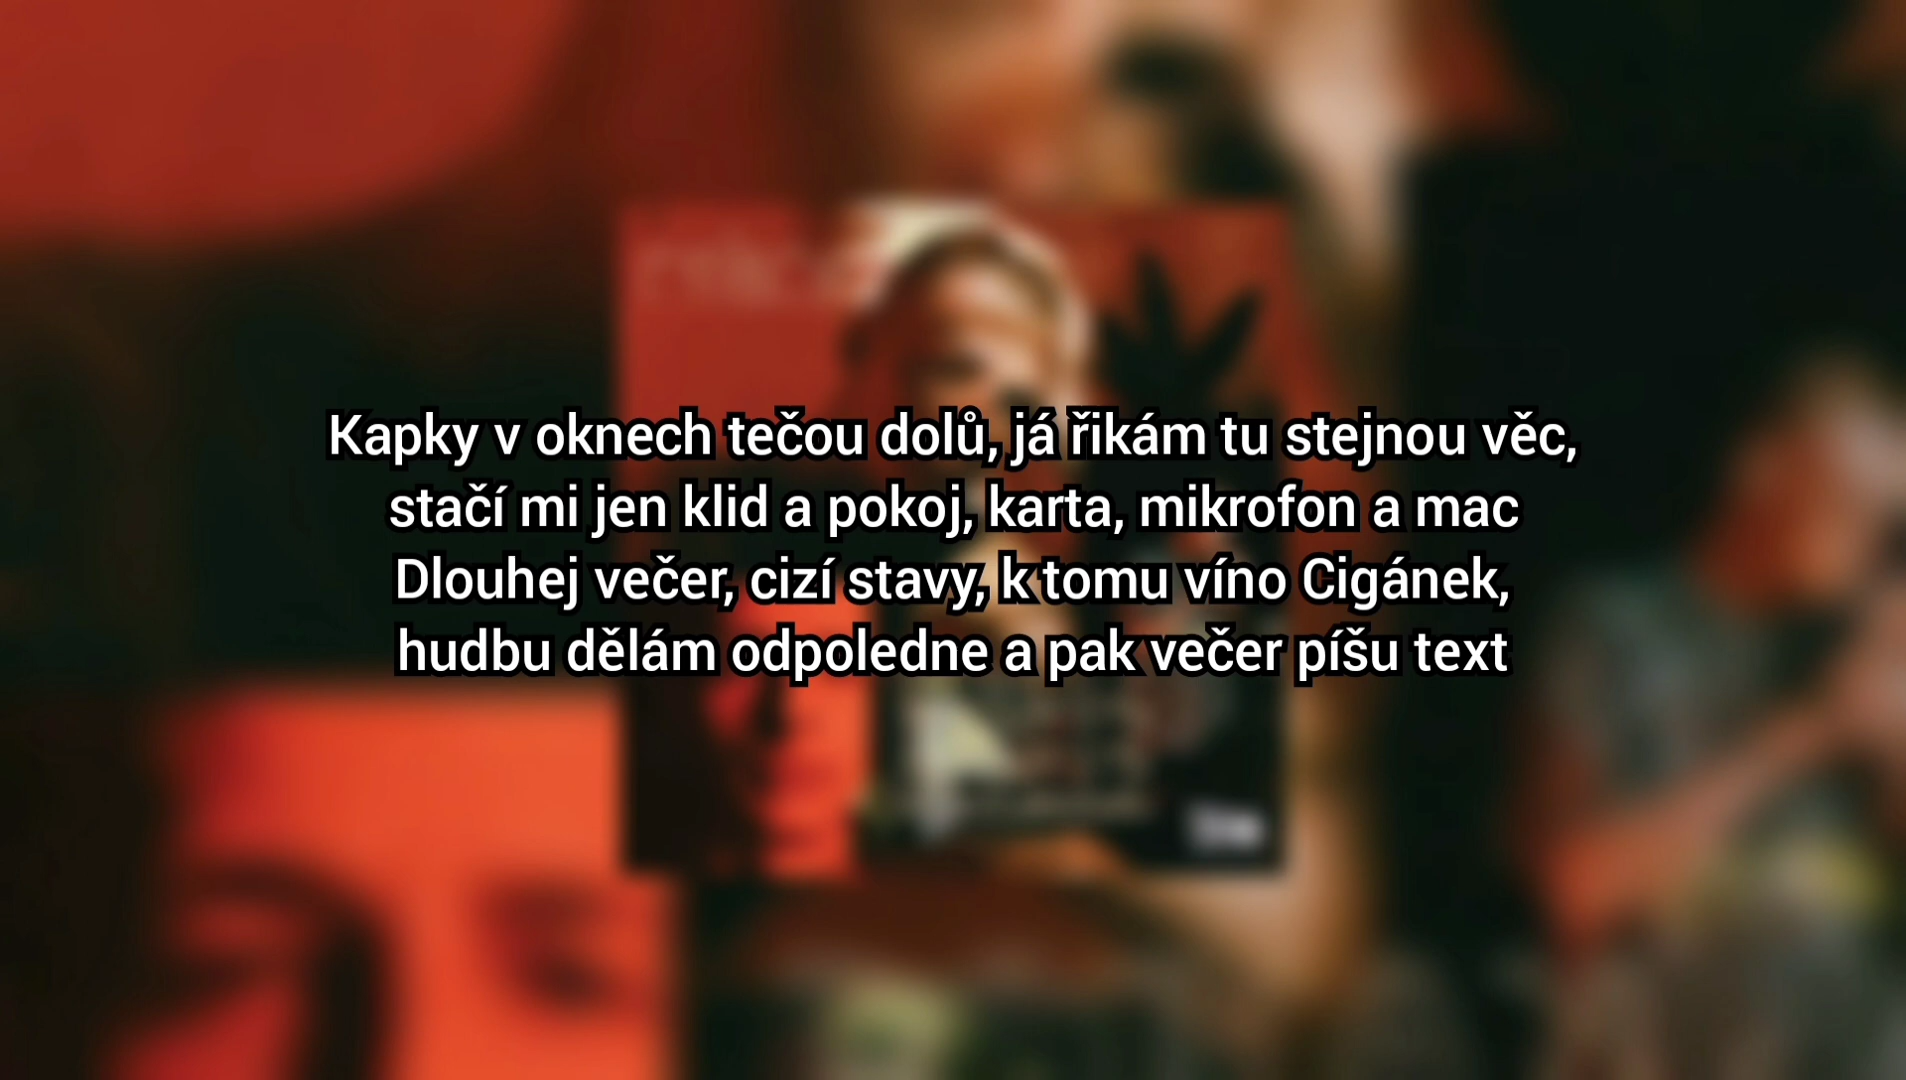 Kapky v oknech tečou dolů, já řikám tu stejnou věc,
stačí mi jen klid a pokoj, karta, mikrofon a mac
Dlouhej večer, cizí stavy, k tomu víno Cigánek,
hudbu dělám odpoledne a pak večer píšu text